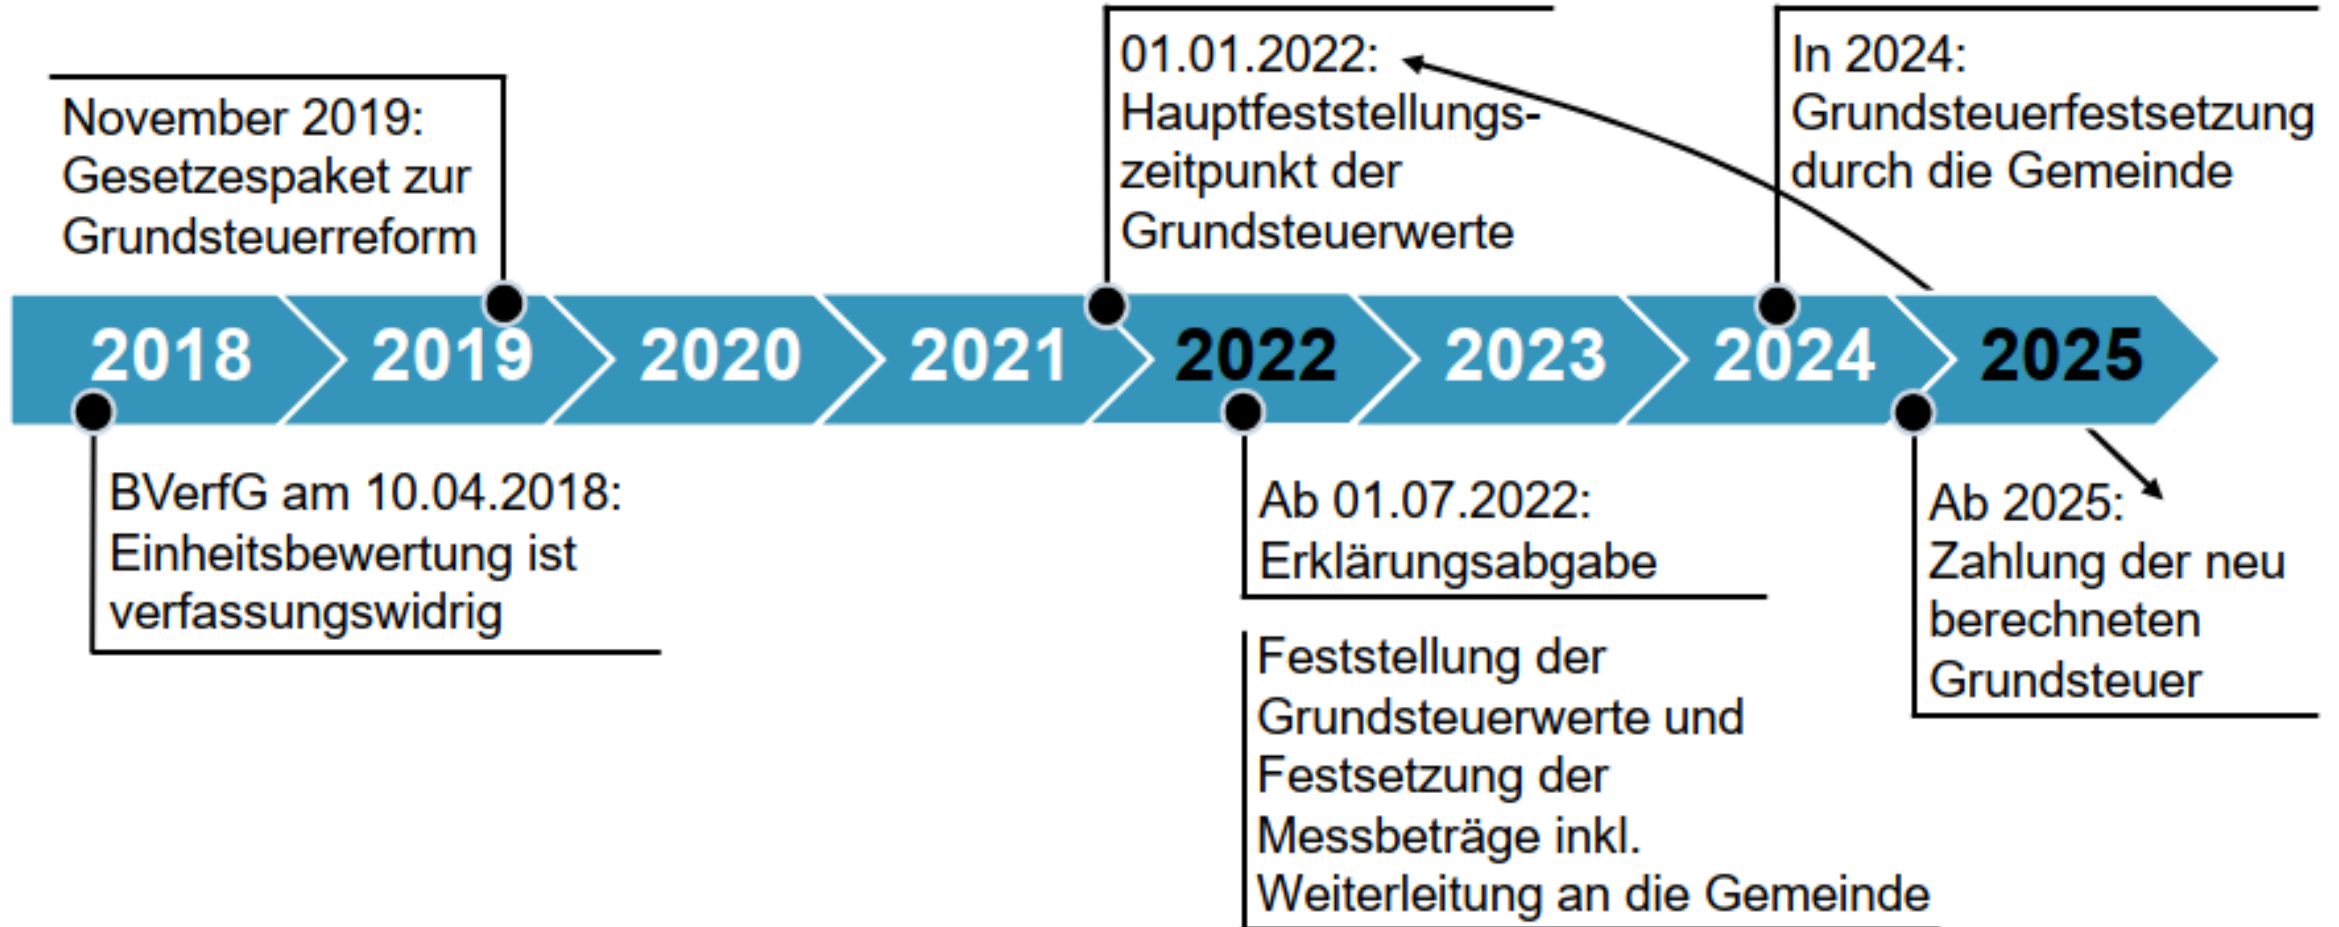 November 2019:
Gesetzespaket zur
Grundsteuerreform
01.01.2022:
Hauptfeststellungs-
zeitpunkt der
Grundsteuerwerte
In 2024:
Grundsteuerfestsetzung
durch die Gemeinde
2018 2019 2020 2021 2022 2023 2024 2025
BVerfG am 10.04.2018:
Einheitsbewertung ist
verfassungswidrig
Ab 01.07.2022:
Erklärungsabgabe
Feststellung der
Grundsteuerwerte und
Festsetzung der
Messbeträge inkl.
Weiterleitung an die Gemeinde
Ab 2025:
Zahlung der neu
berechneten
Grundsteuer